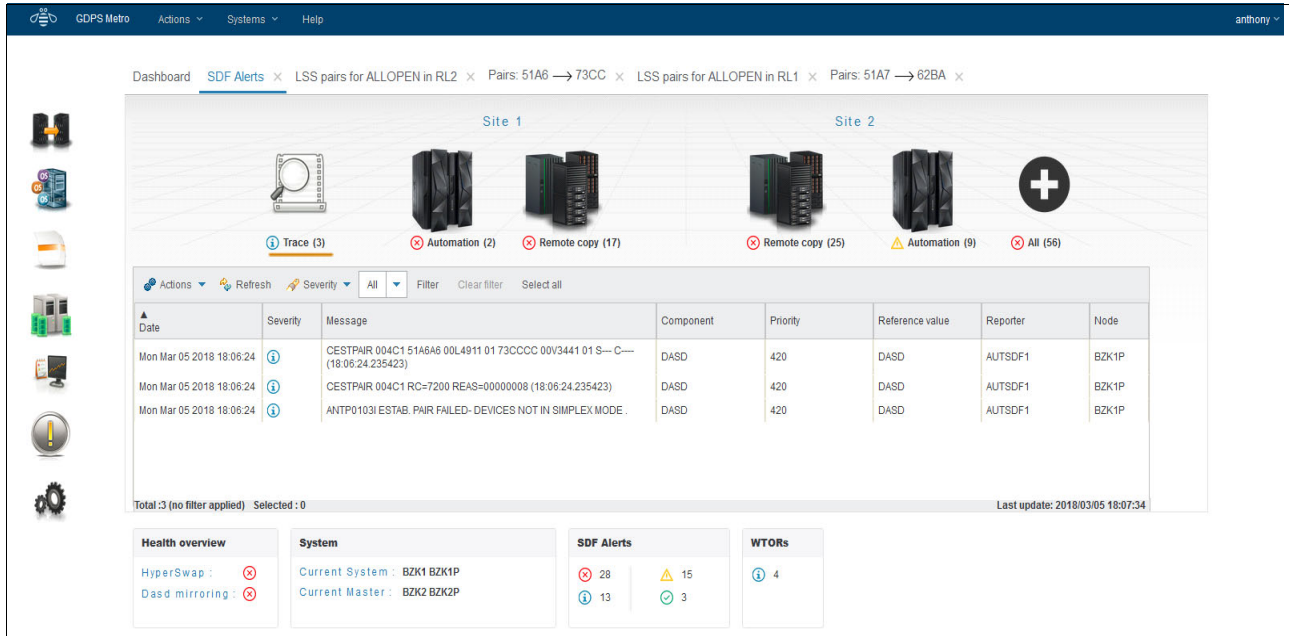 GDPS Metro Actions Systems Help anthony
Dashboard SDF Alerts × LSS pairs for ALLOPEN in RL2 × Pairs: 51A6 → 73CC × LSS pairs for ALLOPEN in RL1 × Pairs: 51A7 → 62BA ×
Site 1 Site 2
OS
OS
OS
Trace (3) Automation (2) Remote copy (17) Remote copy (25) Automation (9) All (56)
Actions Refresh Severity All Filter Clear filter Select all
Date Severity Message Component Priority Reference value Reporter Node
Mon Mar 05 2018 18:06:24 CESTPAIR 004C1 51A6A6 00L4911 01 73CCCC 00V3441 01 S--- C---- DASD 420 DASD AUTSDF1 BZK1P
(18:06:24.235423)
Mon Mar 05 2018 18:06:24 CESTPAIR 004C1 RC=7200 REAS=00000008 (18:06:24.235423) DASD 420 DASD AUTSDF1 BZK1P
Mon Mar 05 2018 18:06:24 ANTP0103I ESTAB. PAIR FAILED- DEVICES NOT IN SIMPLEX MODE . DASD 420 DASD AUTSDF1 BZK1P
Total :3 (no filter applied) Selected : 0 Last update: 2018/03/05 18:07:34
Health overview System SDF Alerts WTORs
HyperSwap : Current System : BZK1 BZK1P 28 15 4
Dasd mirroring : Current Master : BZK2 BZK2P 13 3